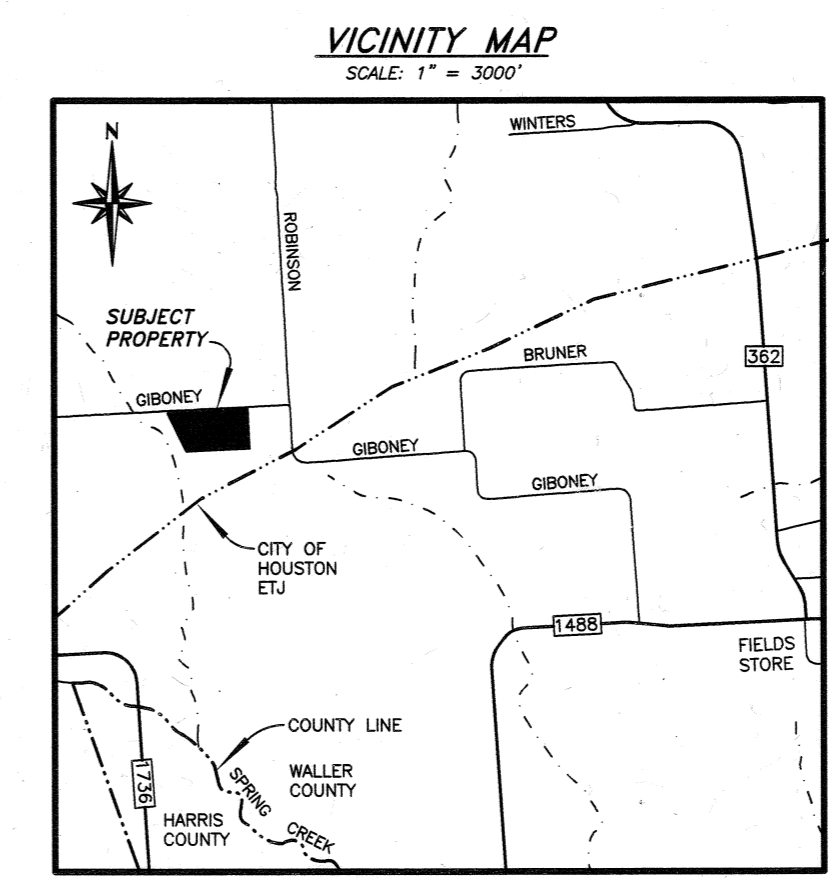 VICINITY MAP
SCALE: 1" = 3000'
N
WINTERS
ROBINSON
SUBJECT
PROPERTY
BRUNER
362
GIBONEY
GIBONEY
GIBONEY
CITY OF
HOUSTON
ETJ
1488
FIELDS
STORE
COUNTY LINE
WALLER
COUNTY
1736
SPRING
CREEK
HARRIS
COUNTY